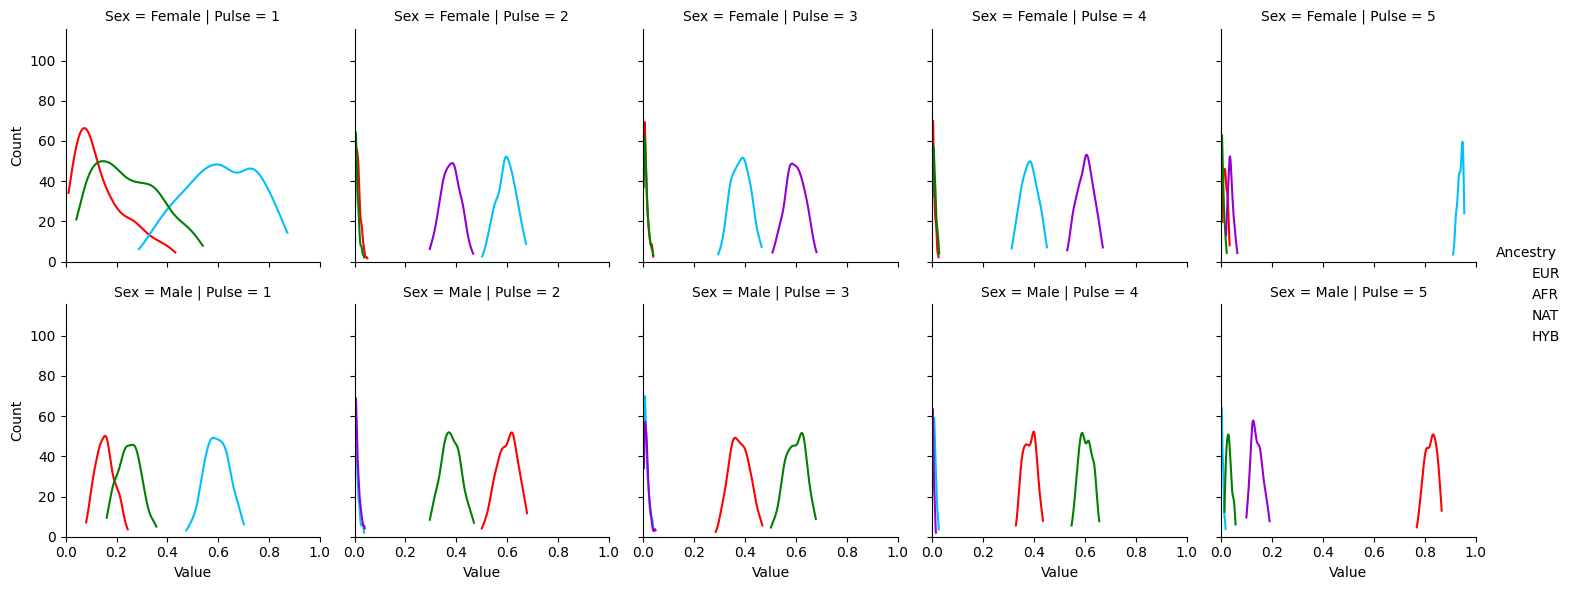 Sex = Female | Pulse = 1
Sex = Female | Pulse = 2
Sex = Female | Pulse = 3
Sex = Female | Pulse = 4
Sex = Female | Pulse = 5
100
80
60
40
20
0
Count
0.0 0.2 0.4 0.6 0.8 1.0
0.0 0.2 0.4 0.6 0.8 1.0
0.0 0.2 0.4 0.6 0.8 1.0
0.0 0.2 0.4 0.6 0.8 1.0
0.0 0.2 0.4 0.6 0.8 1.0
Value
Value
Value
Value
Value
Sex = Male | Pulse = 1
Sex = Male | Pulse = 2
Sex = Male | Pulse = 3
Sex = Male | Pulse = 4
Sex = Male | Pulse = 5
100
80
60
40
20
0
Count
Ancestry
EUR
AFR
NAT
HYB